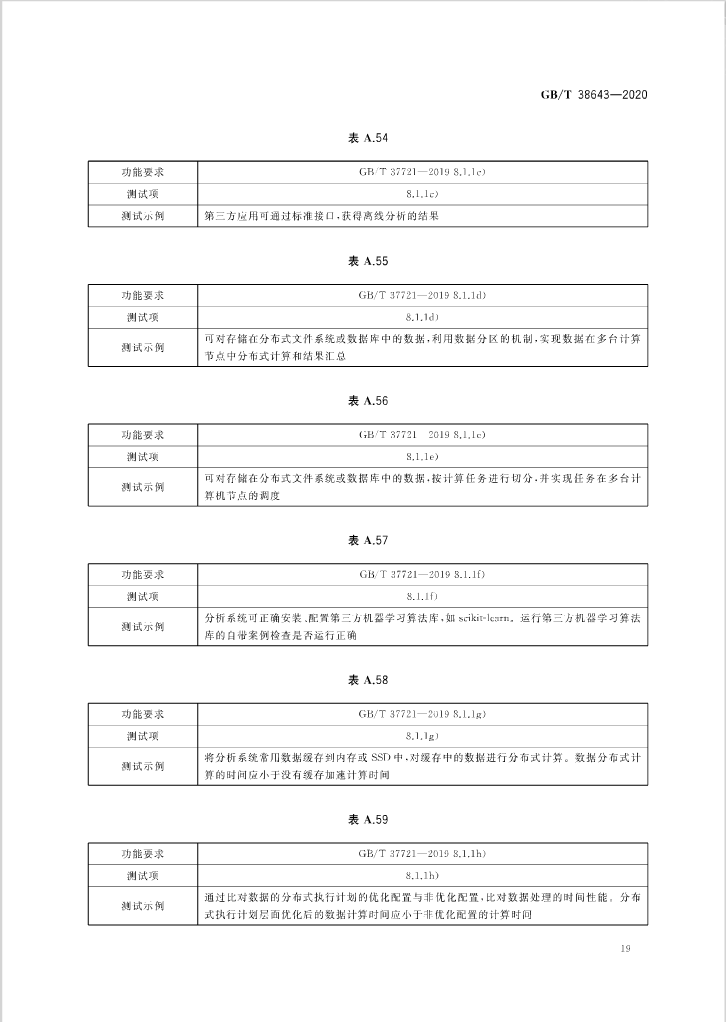 GB/T 38643—2020
表 A.54
功能要求 GB/T 37721—2019 8.1.1c)
测试项 8.1.1c)
测试示例 第三方应用可通过标准接口,获得离线分析的结果
表 A.55
功能要求 GB/T 37721—2019 8.1.1d)
测试项 8.1.1d)
测试示例 可对存储在分布式文件系统或数据库中的数据,利用数据分区的机制,实现数据在多台计算
节点中分布式计算和结果汇总
表 A.56
功能要求 GB/T 37721—2019 8.1.1e)
测试项 8.1.1e)
测试示例 可对存储在分布式文件系统或数据库中的数据,按计算任务进行切分,并实现任务在多台计
算机节点的调度
表 A.57
功能要求 GB/T 37721—2019 8.1.1f)
测试项 8.1.1f)
测试示例 分析系统可正确安装、配置第三方机器学习算法库,如 scikit-learn。运行第三方机器学习算法
库的自带案例检查是否运行正确
表 A.58
功能要求 GB/T 37721—2019 8.1.1g)
测试项 8.1.1g)
测试示例 将分析系统常用数据缓存到内存或 SSD 中,对缓存中的数据进行分布式计算。数据分布式计
算的时间应小于没有缓存加速计算时间
表 A.59
功能要求 GB/T 37721—2019 8.1.1h)
测试项 8.1.1h)
测试示例 通过比对数据的分布式执行计划的优化配置与非优化配置,比对数据处理的时间性能。分布
式执行计划层面优化后的数据计算时间应小于非优化配置的计算时间
19